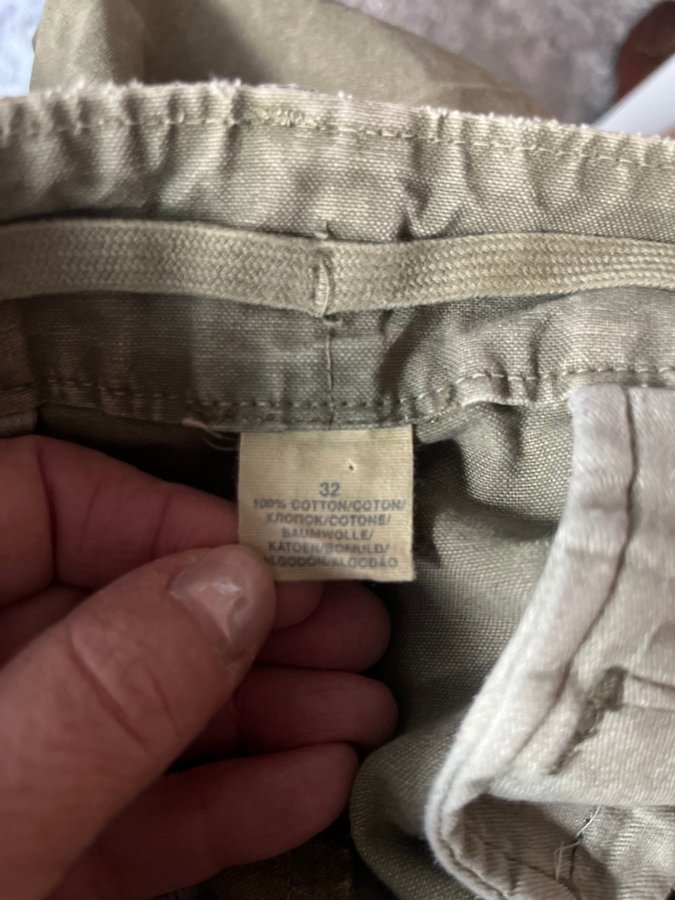 32
100% COTTON/COTON/
ХЛОПОК/COTONE/
BAUMWOLLE/
KATOEN/BOMULD/
ALGODON/ALGODAO